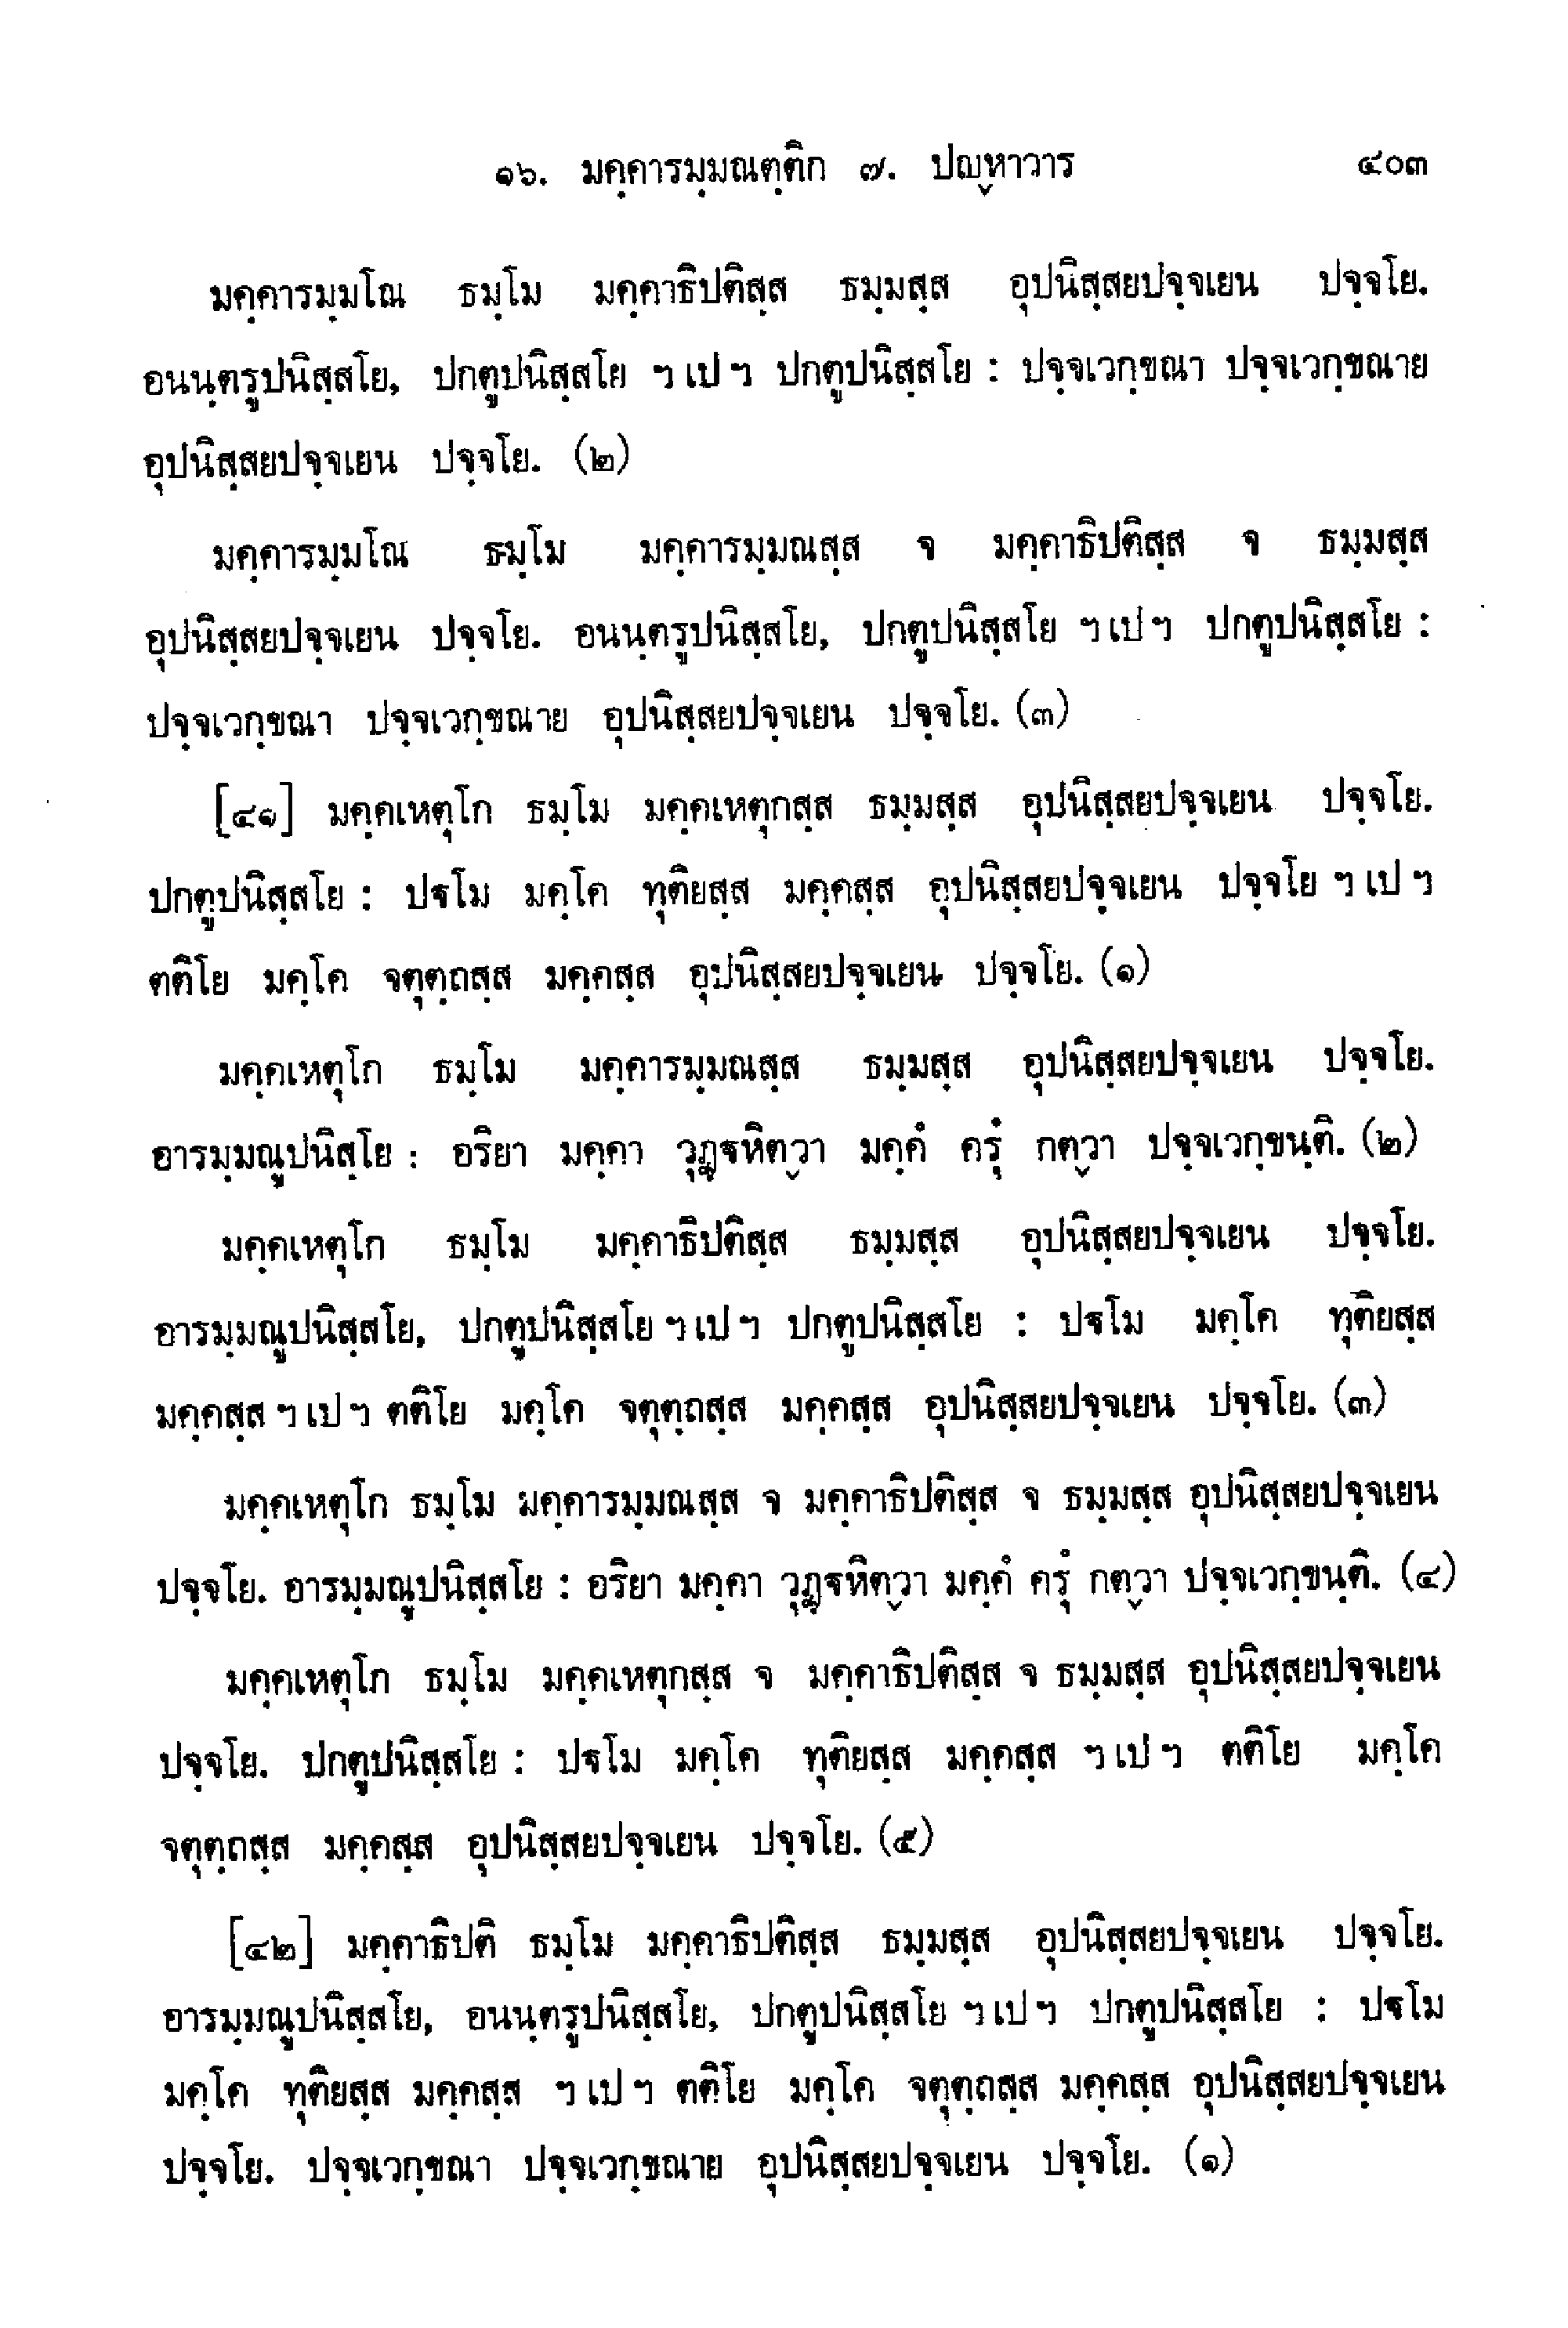 ๑๖. มคฺคารมฺมณตฺติก ๗. ปญฺหาวาร ๔๐๓
มคฺคารมฺมโณ ธมฺโม มคฺคาธิปติสฺส ธมฺมสฺส อุปนิสฺสยปจฺจเยน ปจฺจโย.
อนนฺตรูปนิสฺสโย, ปกตูปนิสฺสโย ฯ เป ฯ ปกตูปนิสฺสโย : ปจฺจเวกฺขณา ปจฺจเวกฺขณาย
อุปนิสฺสยปจฺจเยน ปจฺจโย. (๒)
มคฺคารมฺมโณ ธมฺโม มคฺคารมฺมณสฺส จ มคฺคาธิปติสฺส จ ธมฺมสฺส
อุปนิสฺสยปจฺจเยน ปจฺจโย. อนนฺตรูปนิสฺสโย, ปกตูปนิสฺสโย ฯ เป ฯ ปกตูปนิสฺสโย :
ปจฺจเวกฺขณา ปจฺจเวกฺขณาย อุปนิสฺสยปจฺจเยน ปจฺจโย. (๓)
[๔๑] มคฺคเหตุโก ธมฺโม มคฺคเหตุกสฺส ธมฺมสฺส อุปนิสฺสยปจฺจเยน ปจฺจโย.
ปกตูปนิสฺสโย : ปฐโม มคฺโค ทุติยสฺส มคฺคสฺส อุปนิสฺสยปจฺจเยน ปจฺจโย ฯ เป ฯ
ตติโย มคฺโค จตุตฺถสฺส มคฺคสฺส อุปนิสฺสยปจฺจเยน ปจฺจโย. (๑)
มคฺคเหตุโก ธมฺโม มคฺคารมฺมณสฺส ธมฺมสฺส อุปนิสฺสยปจฺจเยน ปจฺจโย.
อารมฺมณูปนิสฺโย : อริยา มคฺคา วุฏฺฐหิตฺวา มคฺคํ ครุํ กตฺวา ปจฺจเวกฺขนฺติ. (๒)
มคฺคเหตุโก ธมฺโม มคฺคาธิปติสฺส ธมฺมสฺส อุปนิสฺสยปจฺจเยน ปจฺจโย.
อารมฺมณูปนิสฺสโย, ปกตูปนิสฺสโย ฯ เป ฯ ปกตูปนิสฺสโย : ปฐโม มคฺโค ทุติยสฺส
มคฺคสฺส ฯ เป ฯ ตติโย มคฺโค จตุตฺถสฺส มคฺคสฺส อุปนิสฺสยปจฺจเยน ปจฺจโย. (๓)
มคฺคเหตุโก ธมฺโม มคฺคารมฺมณสฺส จ มคฺคาธิปติสฺส จ ธมฺมสฺส อุปนิสฺสยปจฺจเยน
ปจฺจโย. อารมฺมณูปนิสฺสโย : อริยา มคฺคา วุฏฺฐหิตฺวา มคฺคํ ครุํ กตฺวา ปจฺจเวกฺขนฺติ. (๔)
มคฺคเหตุโก ธมฺโม มคฺคเหตุกสฺส จ มคฺคาธิปติสฺส จ ธมฺมสฺส อุปนิสฺสยปจฺจเยน
ปจฺจโย. ปกตูปนิสฺสโย : ปฐโม มคฺโค ทุติยสฺส มคฺคสฺส ฯ เป ฯ ตติโย มคฺโค
จตุตฺถสฺส มคฺคสฺส อุปนิสฺสยปจฺจเยน ปจฺจโย. (๕)
[๔๒] มคฺคาธิปติ ธมฺโม มคฺคาธิปติสฺส ธมฺมสฺส อุปนิสฺสยปจฺจเยน ปจฺจโย.
อารมฺมณูปนิสฺสโย, อนนฺตรูปนิสฺสโย, ปกตูปนิสฺสโย ฯ เป ฯ ปกตูปนิสฺสโย : ปฐโม
มคฺโค ทุติยสฺส มคฺคสฺส ฯ เป ฯ ตติโย มคฺโค จตุตฺถสฺส มคฺคสฺส อุปนิสฺสยปจฺจเยน
ปจฺจโย. ปจฺจเวกฺขณา ปจฺจเวกฺขณาย อุปนิสฺสยปจฺจเยน ปจฺจโย. (๑)